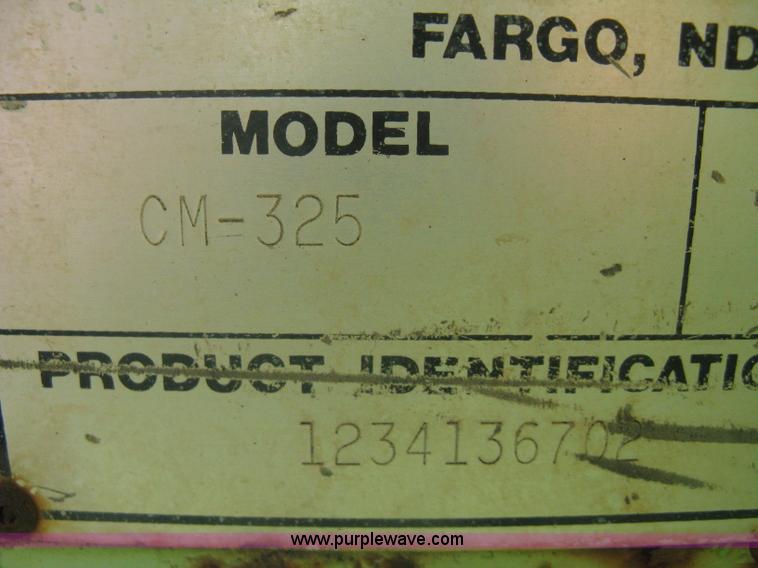 FARGO, ND
MODEL
CM-325
PRODUCT IDENTIFICATIO
1234136702
www.purplewave.com